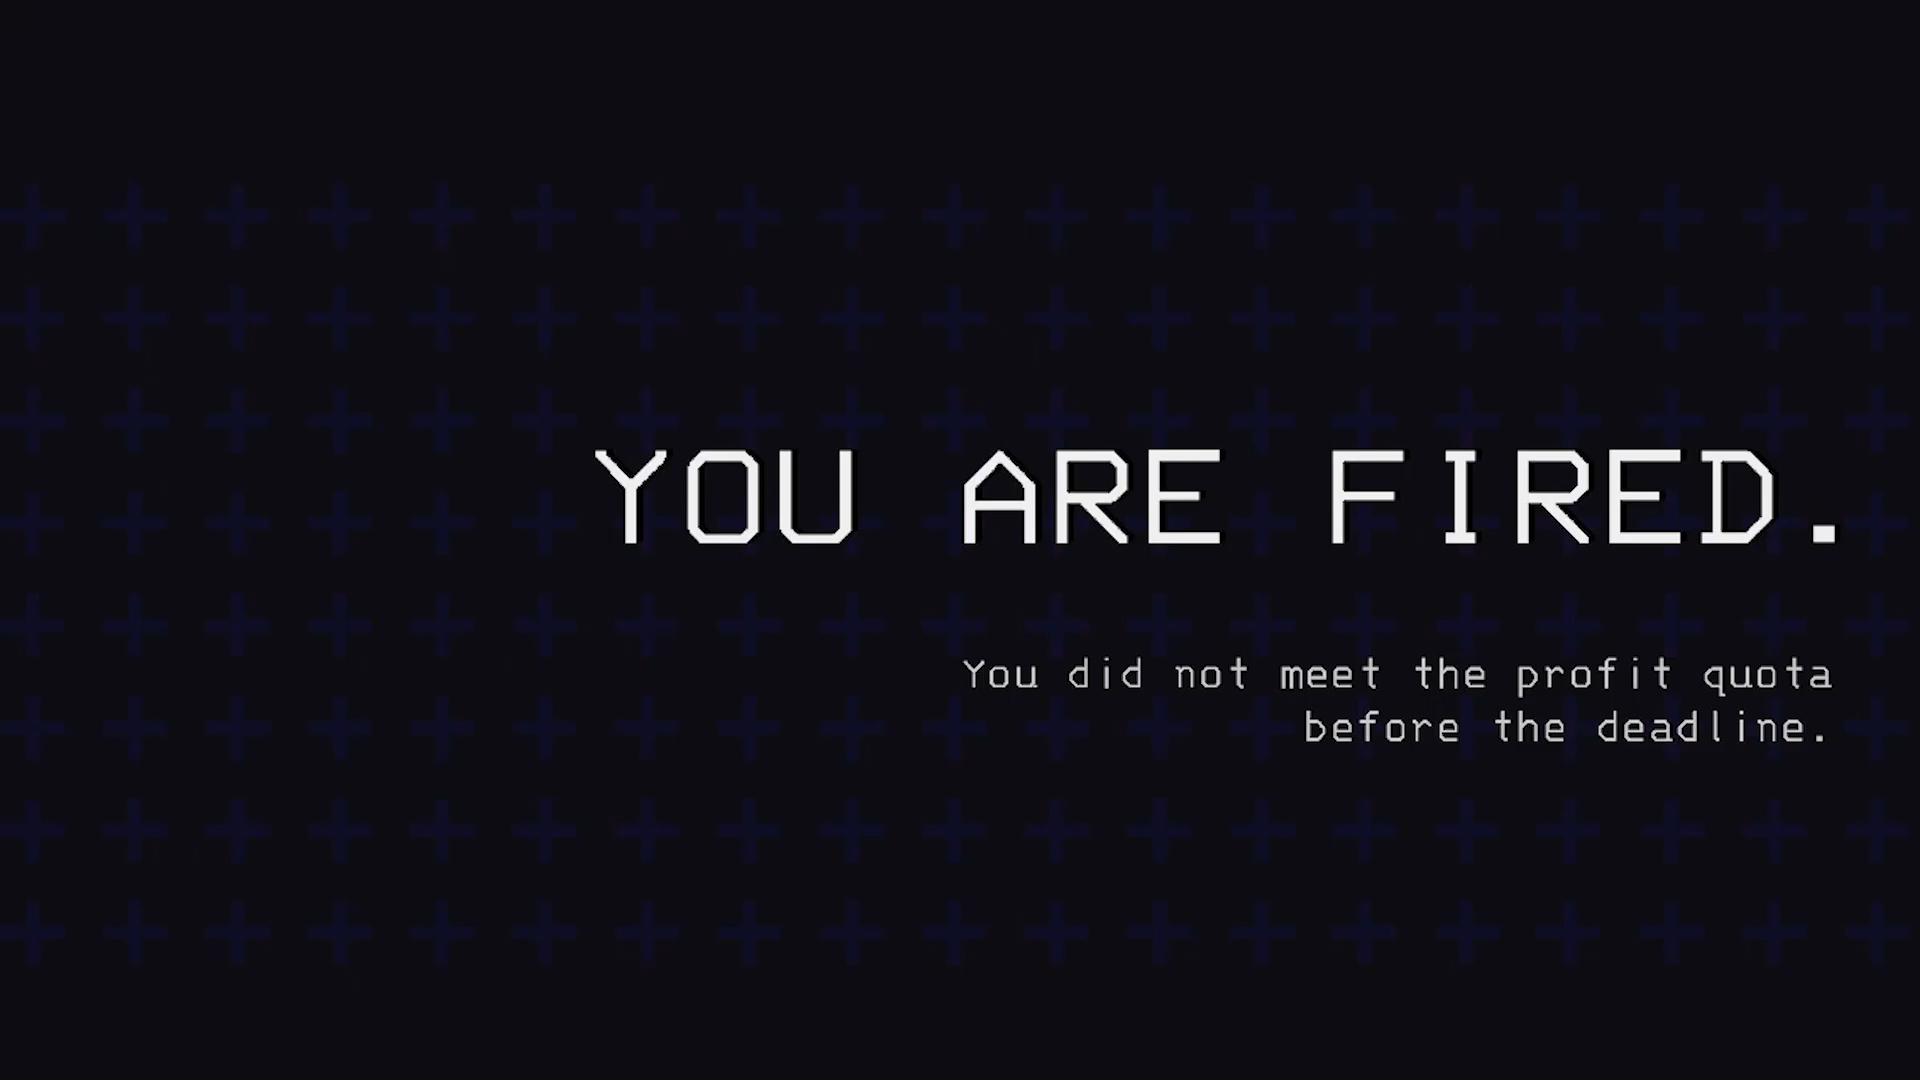 YOU ARE FIRED.
You did not meet the profit quota
before the deadline.